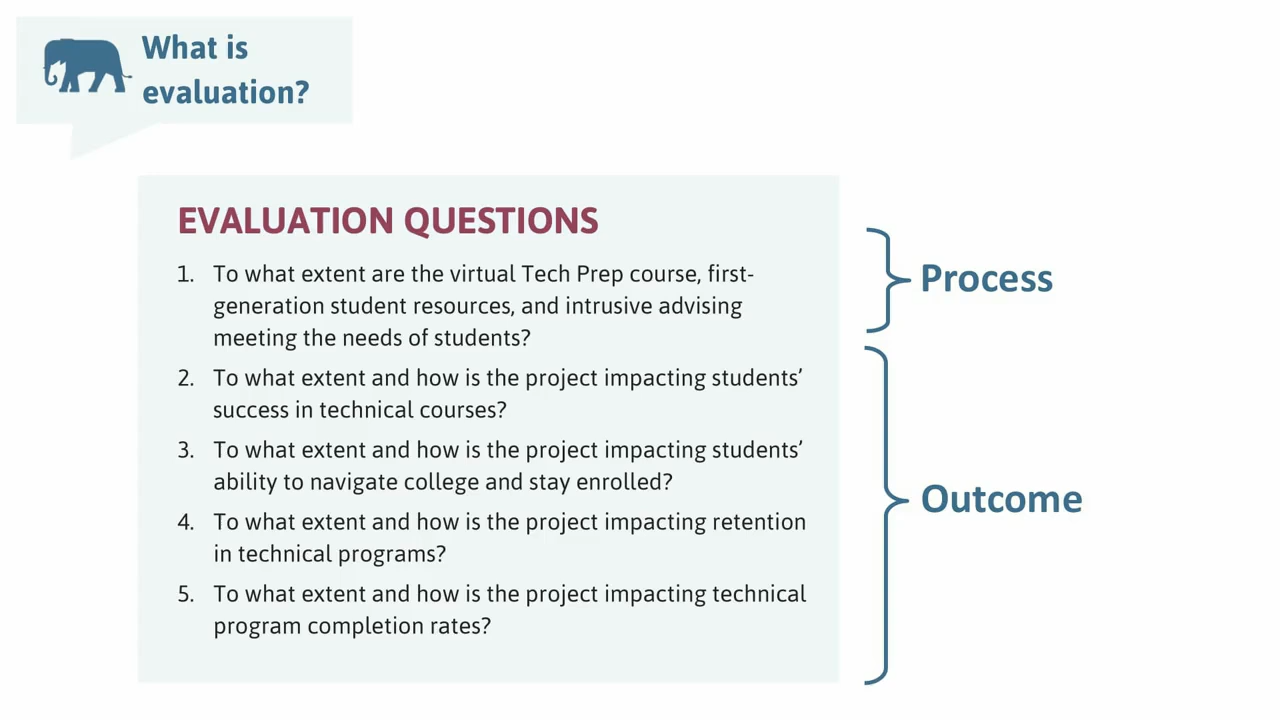 What is
evaluation?
EVALUATION QUESTIONS
1. To what extent are the virtual Tech Prep course, first-
generation student resources, and intrusive advising
meeting the needs of students?
2. To what extent and how is the project impacting students’
success in technical courses?
3. To what extent and how is the project impacting students’
ability to navigate college and stay enrolled?
4. To what extent and how is the project impacting retention
in technical programs?
5. To what extent and how is the project impacting technical
program completion rates?
Process
Outcome